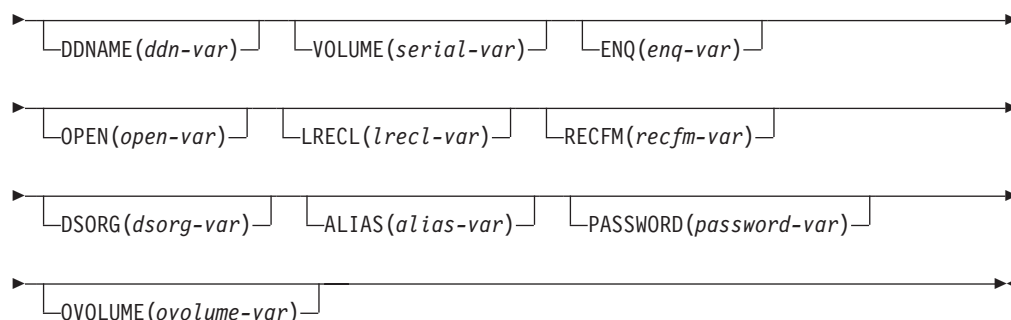 DDNAME(ddn-var) VOLUME(serial-var) ENQ(enq-var)
OPEN(open-var) LRECL(lrecl-var) RECFM(recfm-var)
DSORG(dsorg-var) ALIAS(alias-var) PASSWORD(password-var)
OVOLUME(ovolume-var)